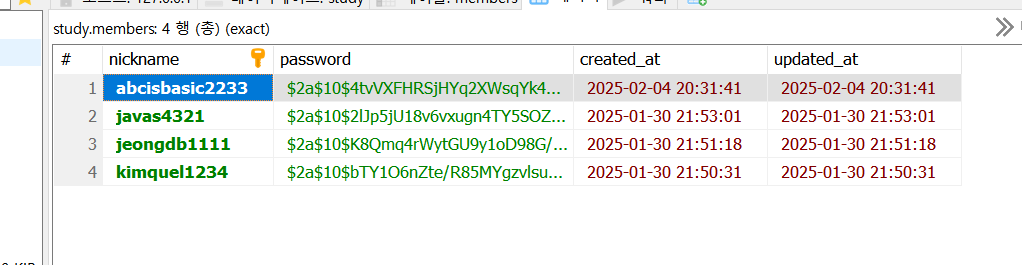 study.members: 4 행 (총) (exact)
# nickname password created_at updated_at
1 abcisbasic2233 $2a$10$4tvVXFHRSjHYq2XWsqYk4... 2025-02-04 20:31:41 2025-02-04 20:31:41
2 javas4321 $2a$10$2lJp5jU18v6vxugn4TY5SOZ... 2025-01-30 21:53:01 2025-01-30 21:53:01
3 jeongdb1111 $2a$10$K8Qmq4rWytGU9y1oD98G/... 2025-01-30 21:51:18 2025-01-30 21:51:18
4 kimquel1234 $2a$10$bTY1O6nZte/R85MYgzvlsu... 2025-01-30 21:50:31 2025-01-30 21:50:31